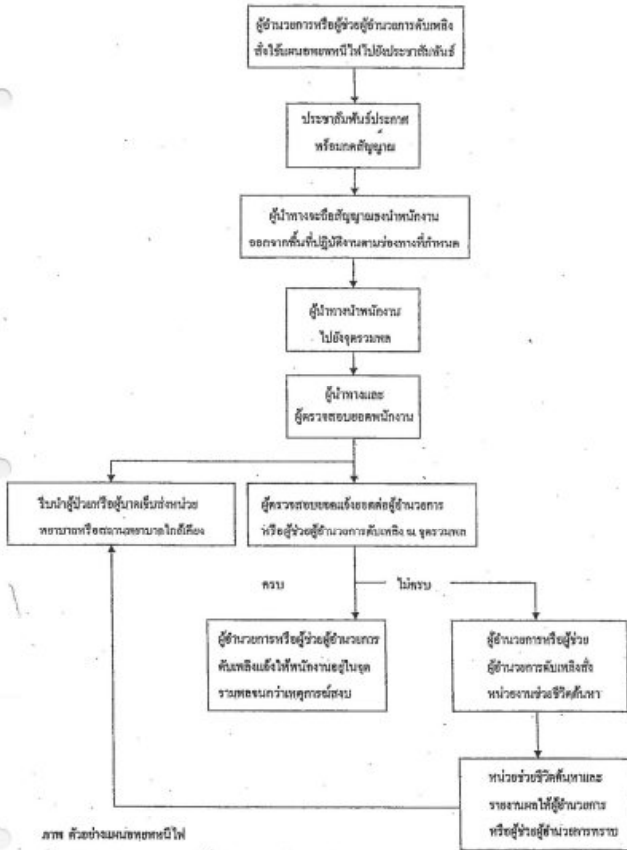 ผู้อำนวยการหรือผู้ช่วยผู้อำนวยการดับเพลิง
สั่งใช้แผนอพยพหนีไฟไปยังประชาสัมพันธ์
ประชาสัมพันธ์ประกาศ
พร้อมกดสัญญาณ
ผู้นำทางจะถือสัญญาณธงนำพนักงาน
ออกจากพื้นที่ปฏิบัติงานตามช่องทางที่กำหนด
ผู้นำทางนำพนักงาน
ไปยังจุดรวมพล
ผู้นำทางและ
ผู้ตรวจสอบยอดพนักงาน
รีบนำผู้ป่วยหรือผู้บาดเจ็บส่งหน่วย
พยาบาลหรือสถานพยาบาลใกล้เคียง
ผู้ตรวจสอบยอดแจ้งยอดต่อผู้อำนวยการ
หรือผู้ช่วยผู้อำนวยการดับเพลิง ณ จุดรวมพล
ครบ
ไม่ครบ
ผู้อำนวยการหรือผู้ช่วยผู้อำนวยการ
ดับเพลิงแจ้งให้พนักงานอยู่ในจุด
รวมพลจนกว่าเหตุการณ์สงบ
ผู้อำนวยการหรือผู้ช่วย
ผู้อำนวยการดับเพลิงสั่ง
หน่วยงานช่วยชีวิตค้นหา
หน่วยช่วยชีวิตค้นหาและ
รายงานผลให้ผู้อำนวยการ
หรือผู้ช่วยผู้อำนวยการทราบ
ภาพ ตัวอย่างแผนอพยพหนีไฟ